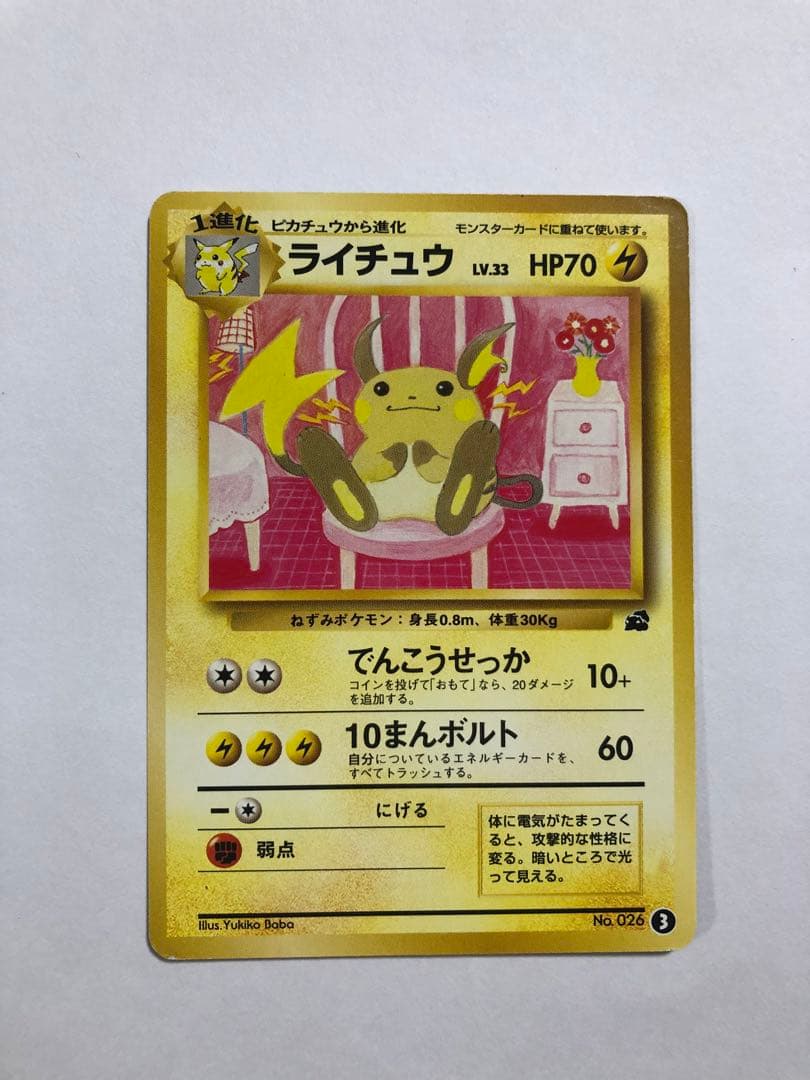 1進化 ピカチュウから進化 モンスターカードに重ねて使います。
ライチュウ LV.33 HP70
ねずみポケモン：身長0.8m、体重30Kg
でんこうせっか 10+
コインを投げて「おもて」なら、20ダメージ
を追加する。
10まんボルト 60
自分についているエネルギーカードを、
すべてトラッシュする。
にげる
弱点
体に電気がたまってく
ると、攻撃的な性格に
変る。暗いところで光
って見える。
Illus.Yukiko Baba No. 026 3